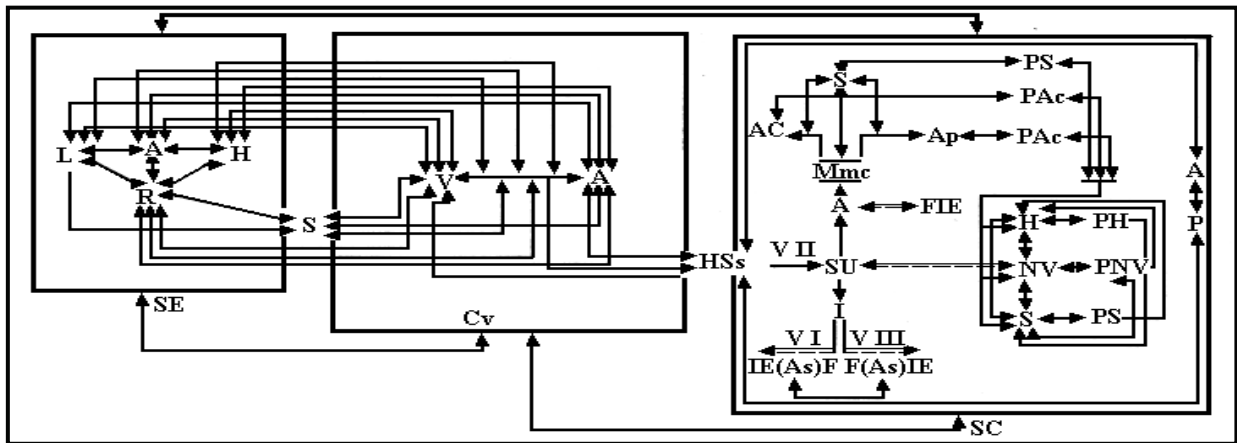 PS
S
PAc
AC
Ap
PAc
L
A
H
Mmc
V
A
A
R
A
FIE
S
H
PH
P
V II
HSs
SU
NV
PNV
SE
I
S
PS
Cv
V I
V III
IE(As)F
F(As)IE
SC